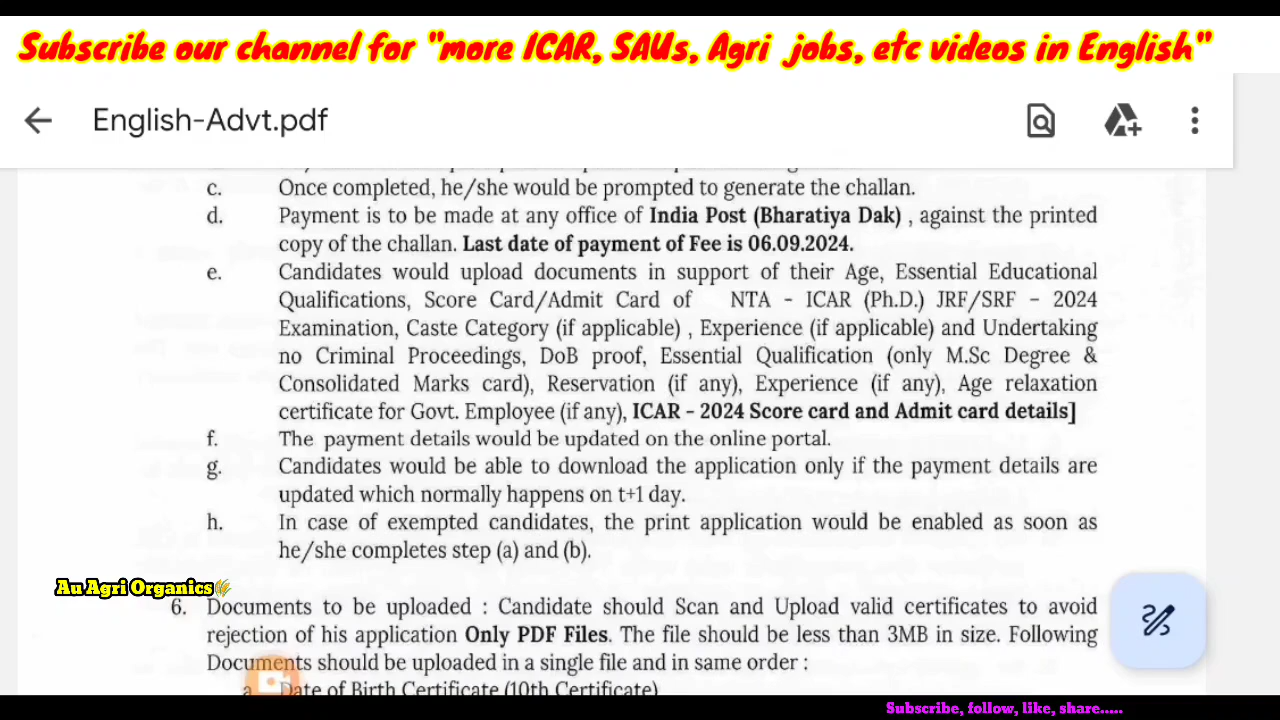 Subscribe our channel for "more ICAR, SAUs, Agri jobs, etc videos in English"
English-Advt.pdf
c. Once completed, he/she would be prompted to generate the challan.
d. Payment is to be made at any office of India Post (Bharatiya Dak) , against the printed
copy of the challan. Last date of payment of Fee is 06.09.2024.
e. Candidates would upload documents in support of their Age, Essential Educational
Qualifications, Score Card/Admit Card of NTA - ICAR (Ph.D.) JRF/SRF - 2024
Examination, Caste Category (if applicable) , Experience (if applicable) and Undertaking
no Criminal Proceedings, DoB proof, Essential Qualification (only M.Sc Degree &
Consolidated Marks card), Reservation (if any), Experience (if any), Age relaxation
certificate for Govt. Employee (if any), ICAR - 2024 Score card and Admit card details]
f. The payment details would be updated on the online portal.
g. Candidates would be able to download the application only if the payment details are
updated which normally happens on t+1 day.
h. In case of exempted candidates, the print application would be enabled as soon as
he/she completes step (a) and (b).
Au Agri Organics
6. Documents to be uploaded : Candidate should Scan and Upload valid certificates to avoid
rejection of his application Only PDF Files. The file should be less than 3MB in size. Following
Documents should be uploaded in a single file and in same order :
a Date of Birth Certificate (10th Certificate)
Subscribe, follow, like, share.....